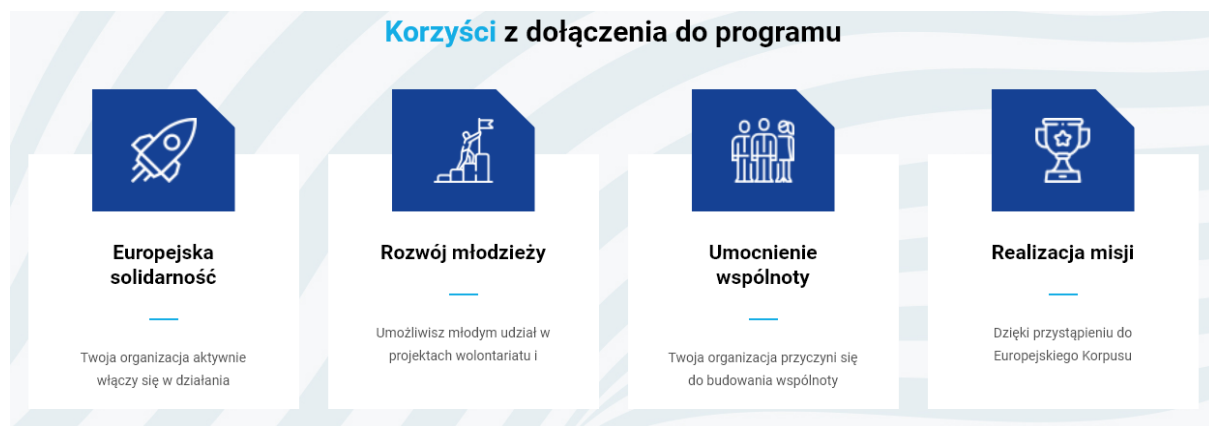 Korzyści z dołączenia do programu
Europejska
solidarność
Twoja organizacja aktywnie
włączy się w działania
Rozwój młodzieży
Umożliwisz młodym udział w
projektach wolontariatu i
Umocnienie
wspólnoty
Twoja organizacja przyczyni się
do budowania wspólnoty
Realizacja misji
Dzięki przystąpieniu do
Europejskiego Korpusu